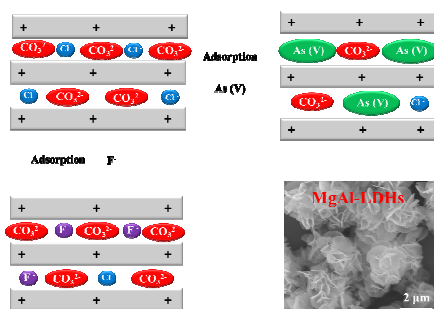 + + +
CO₃²⁻ Cl⁻ CO₃²⁻ Cl⁻ CO₃²⁻
+ + +
Cl⁻ CO₃²⁻ CO₃²⁻ Cl⁻
+ + +
Adsorption
As (V)
+ + +
As (V) CO₃²⁻ As (V)
+ + +
CO₃²⁻ As (V) Cl⁻
+ + +
Adsorption F⁻
+ + +
CO₃²⁻ F⁻ CO₃²⁻ F⁻ CO₃²⁻
+ + +
F⁻ CO₃²⁻ Cl⁻ CO₃²⁻
+ + +
MgAl-LDHs
2 μm